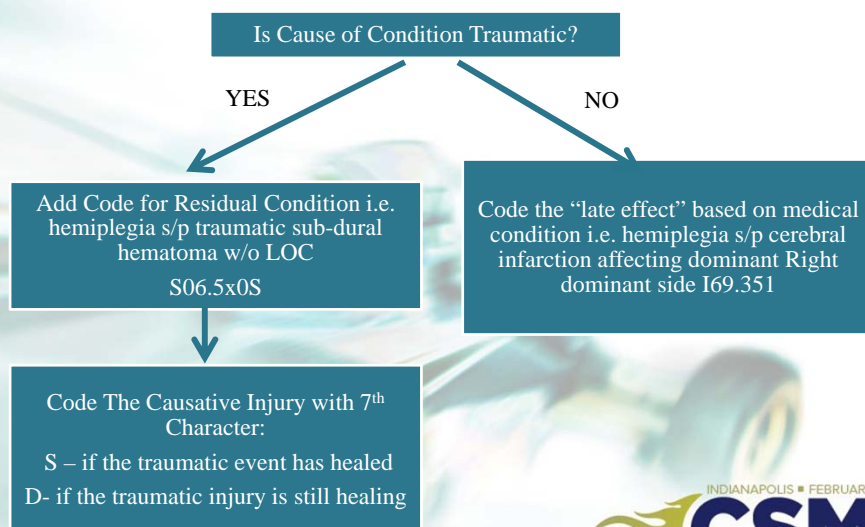 Is Cause of Condition Traumatic?
YES
NO
Add Code for Residual Condition i.e.
hemiplegia s/p traumatic sub-dural
hematoma w/o LOC
S06.5x0S
Code the “late effect” based on medical
condition i.e. hemiplegia s/p cerebral
infarction affecting dominant Right
dominant side I69.351
Code The Causative Injury with 7th
Character:
S – if the traumatic event has healed
D- if the traumatic injury is still healing
INDIANAPOLIS ▪ FEBRUAR
CSM